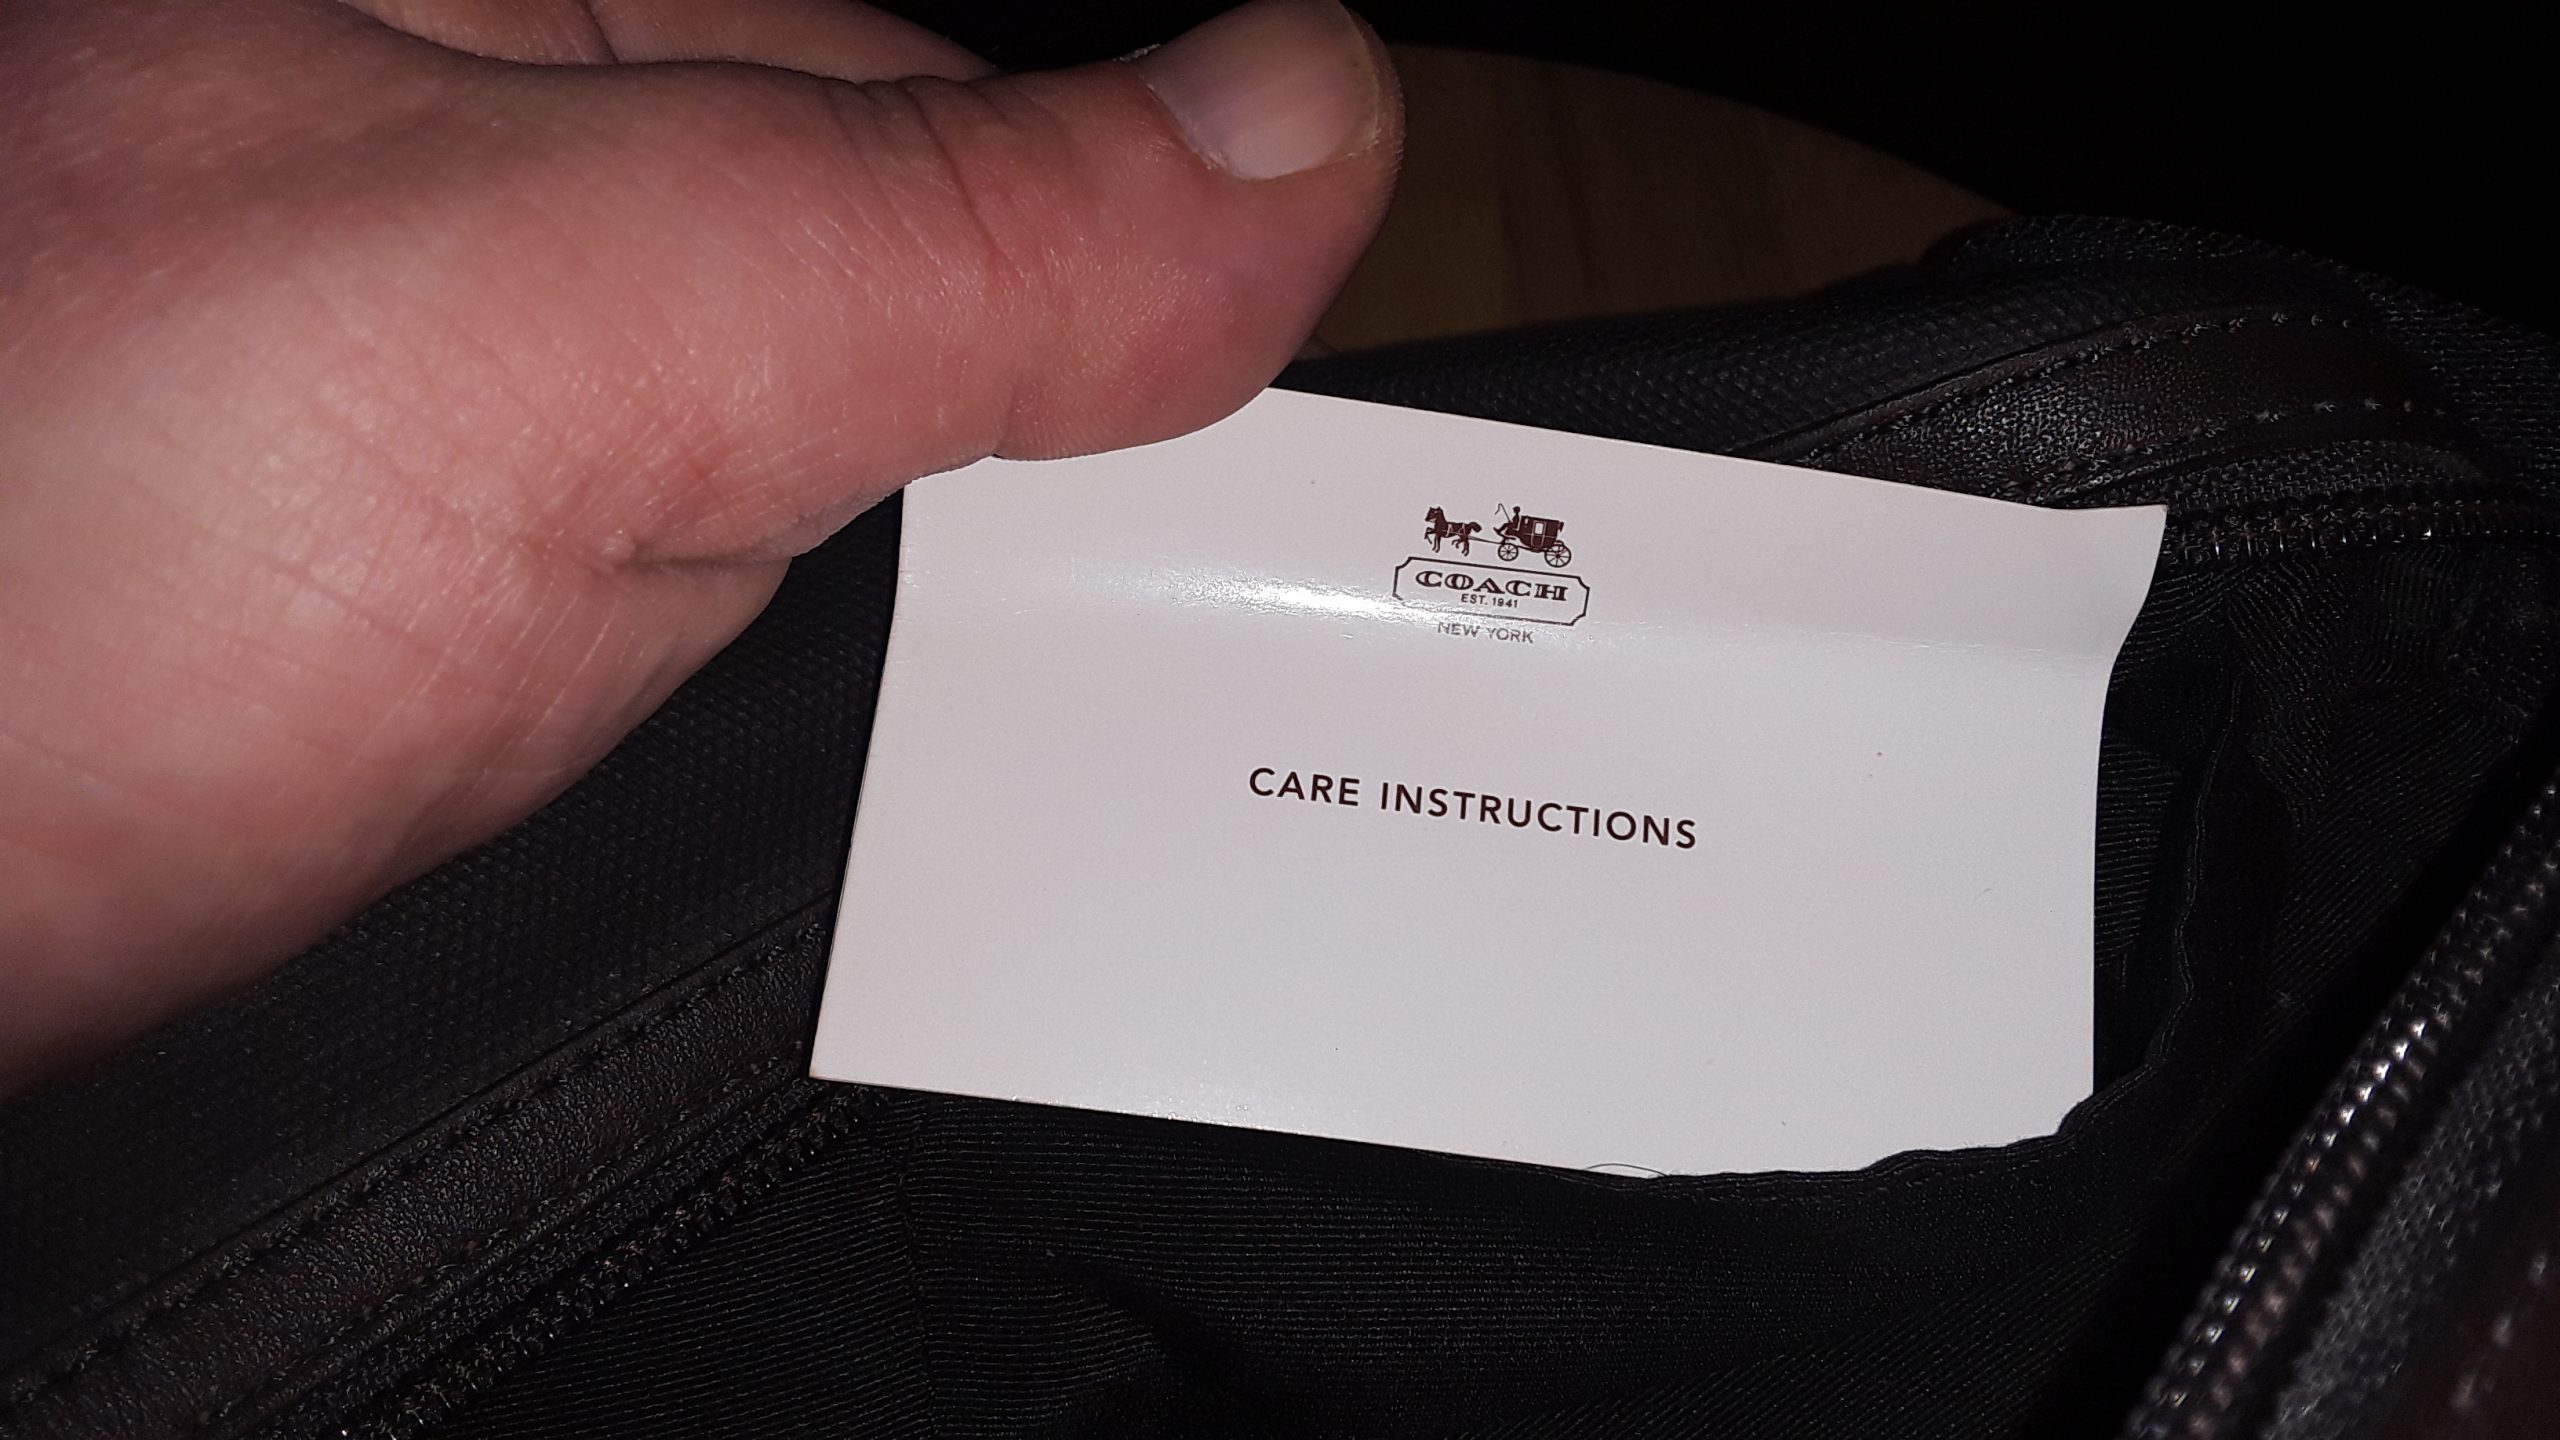 COACH
EST. 1941
NEW YORK
CARE INSTRUCTIONS